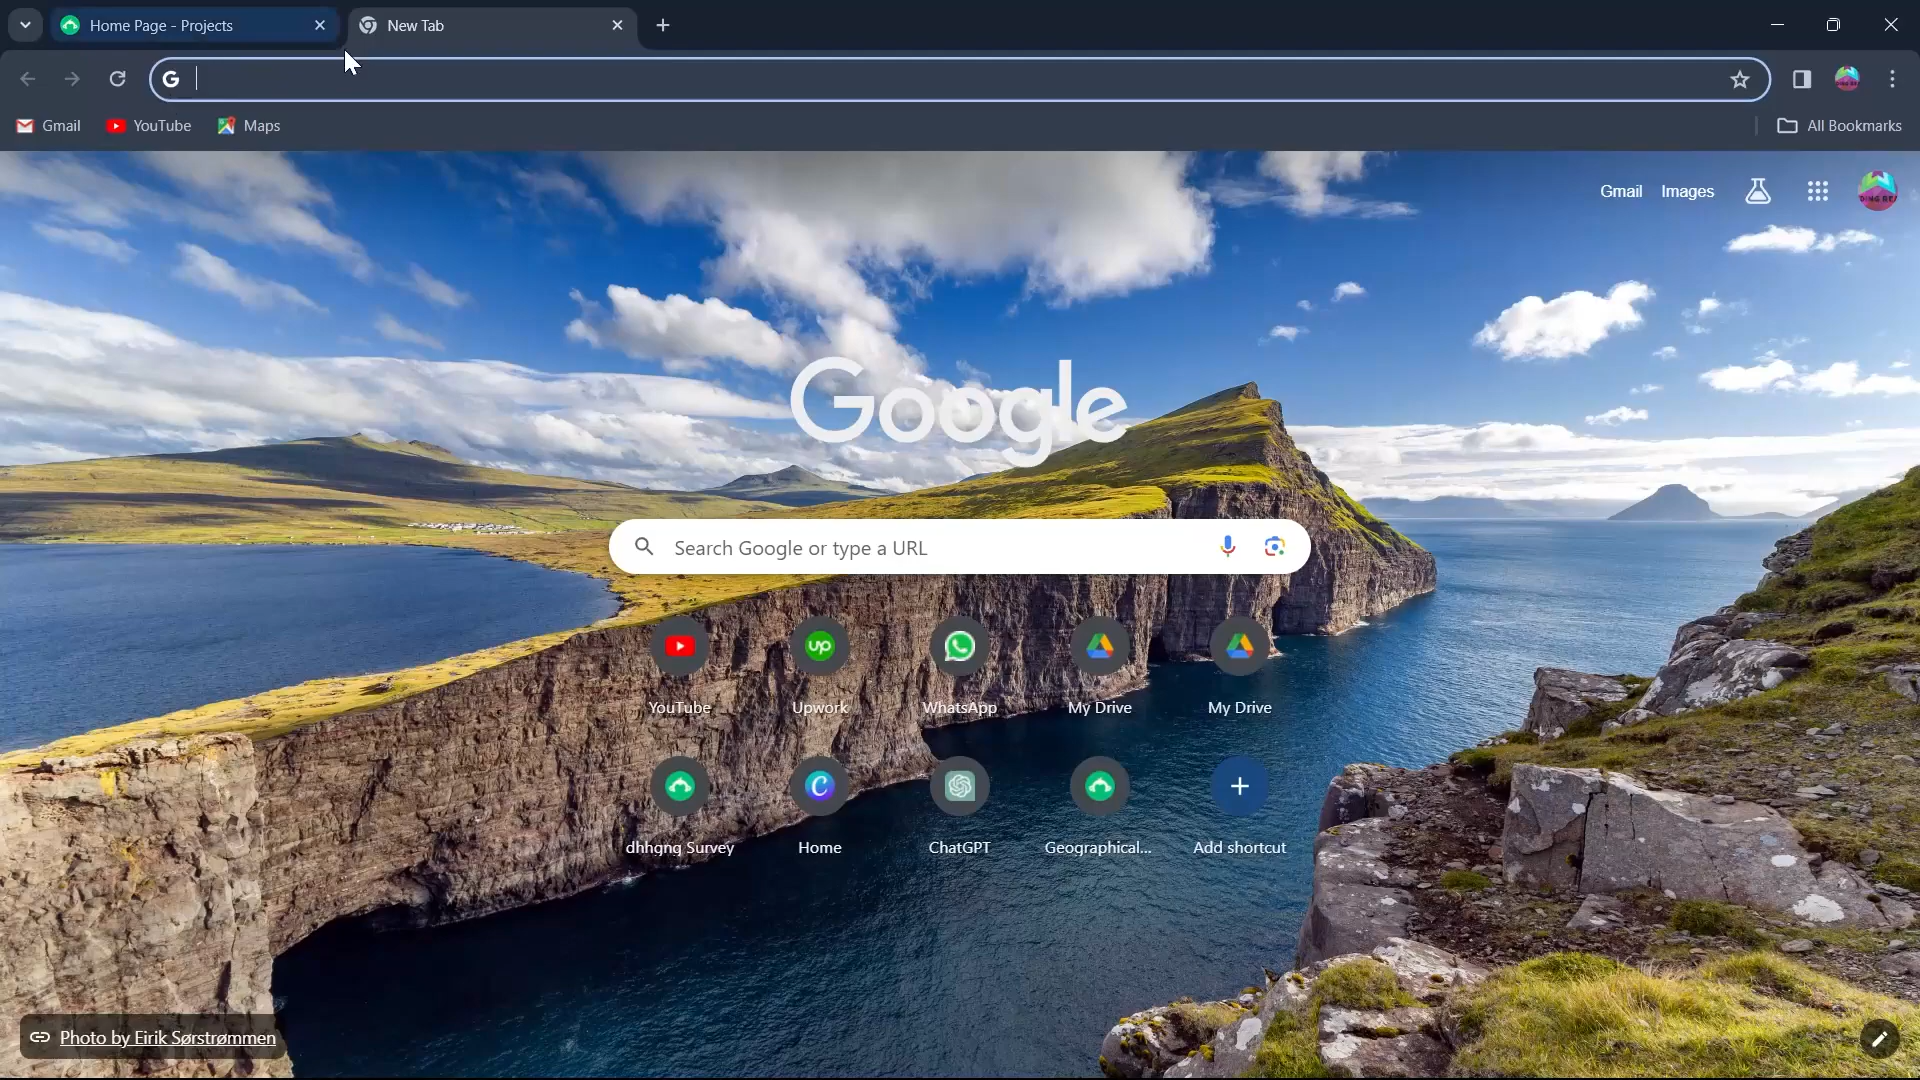 Home Page - Projects
New Tab
Gmail
YouTube
Maps
All Bookmarks
Gmail
Images
Google
Search Google or type a URL
YouTube
Upwork
WhatsApp
My Drive
My Drive
dhhgng Survey
Home
ChatGPT
Geographical...
Add shortcut
Photo by Eirik Sørstrømmen